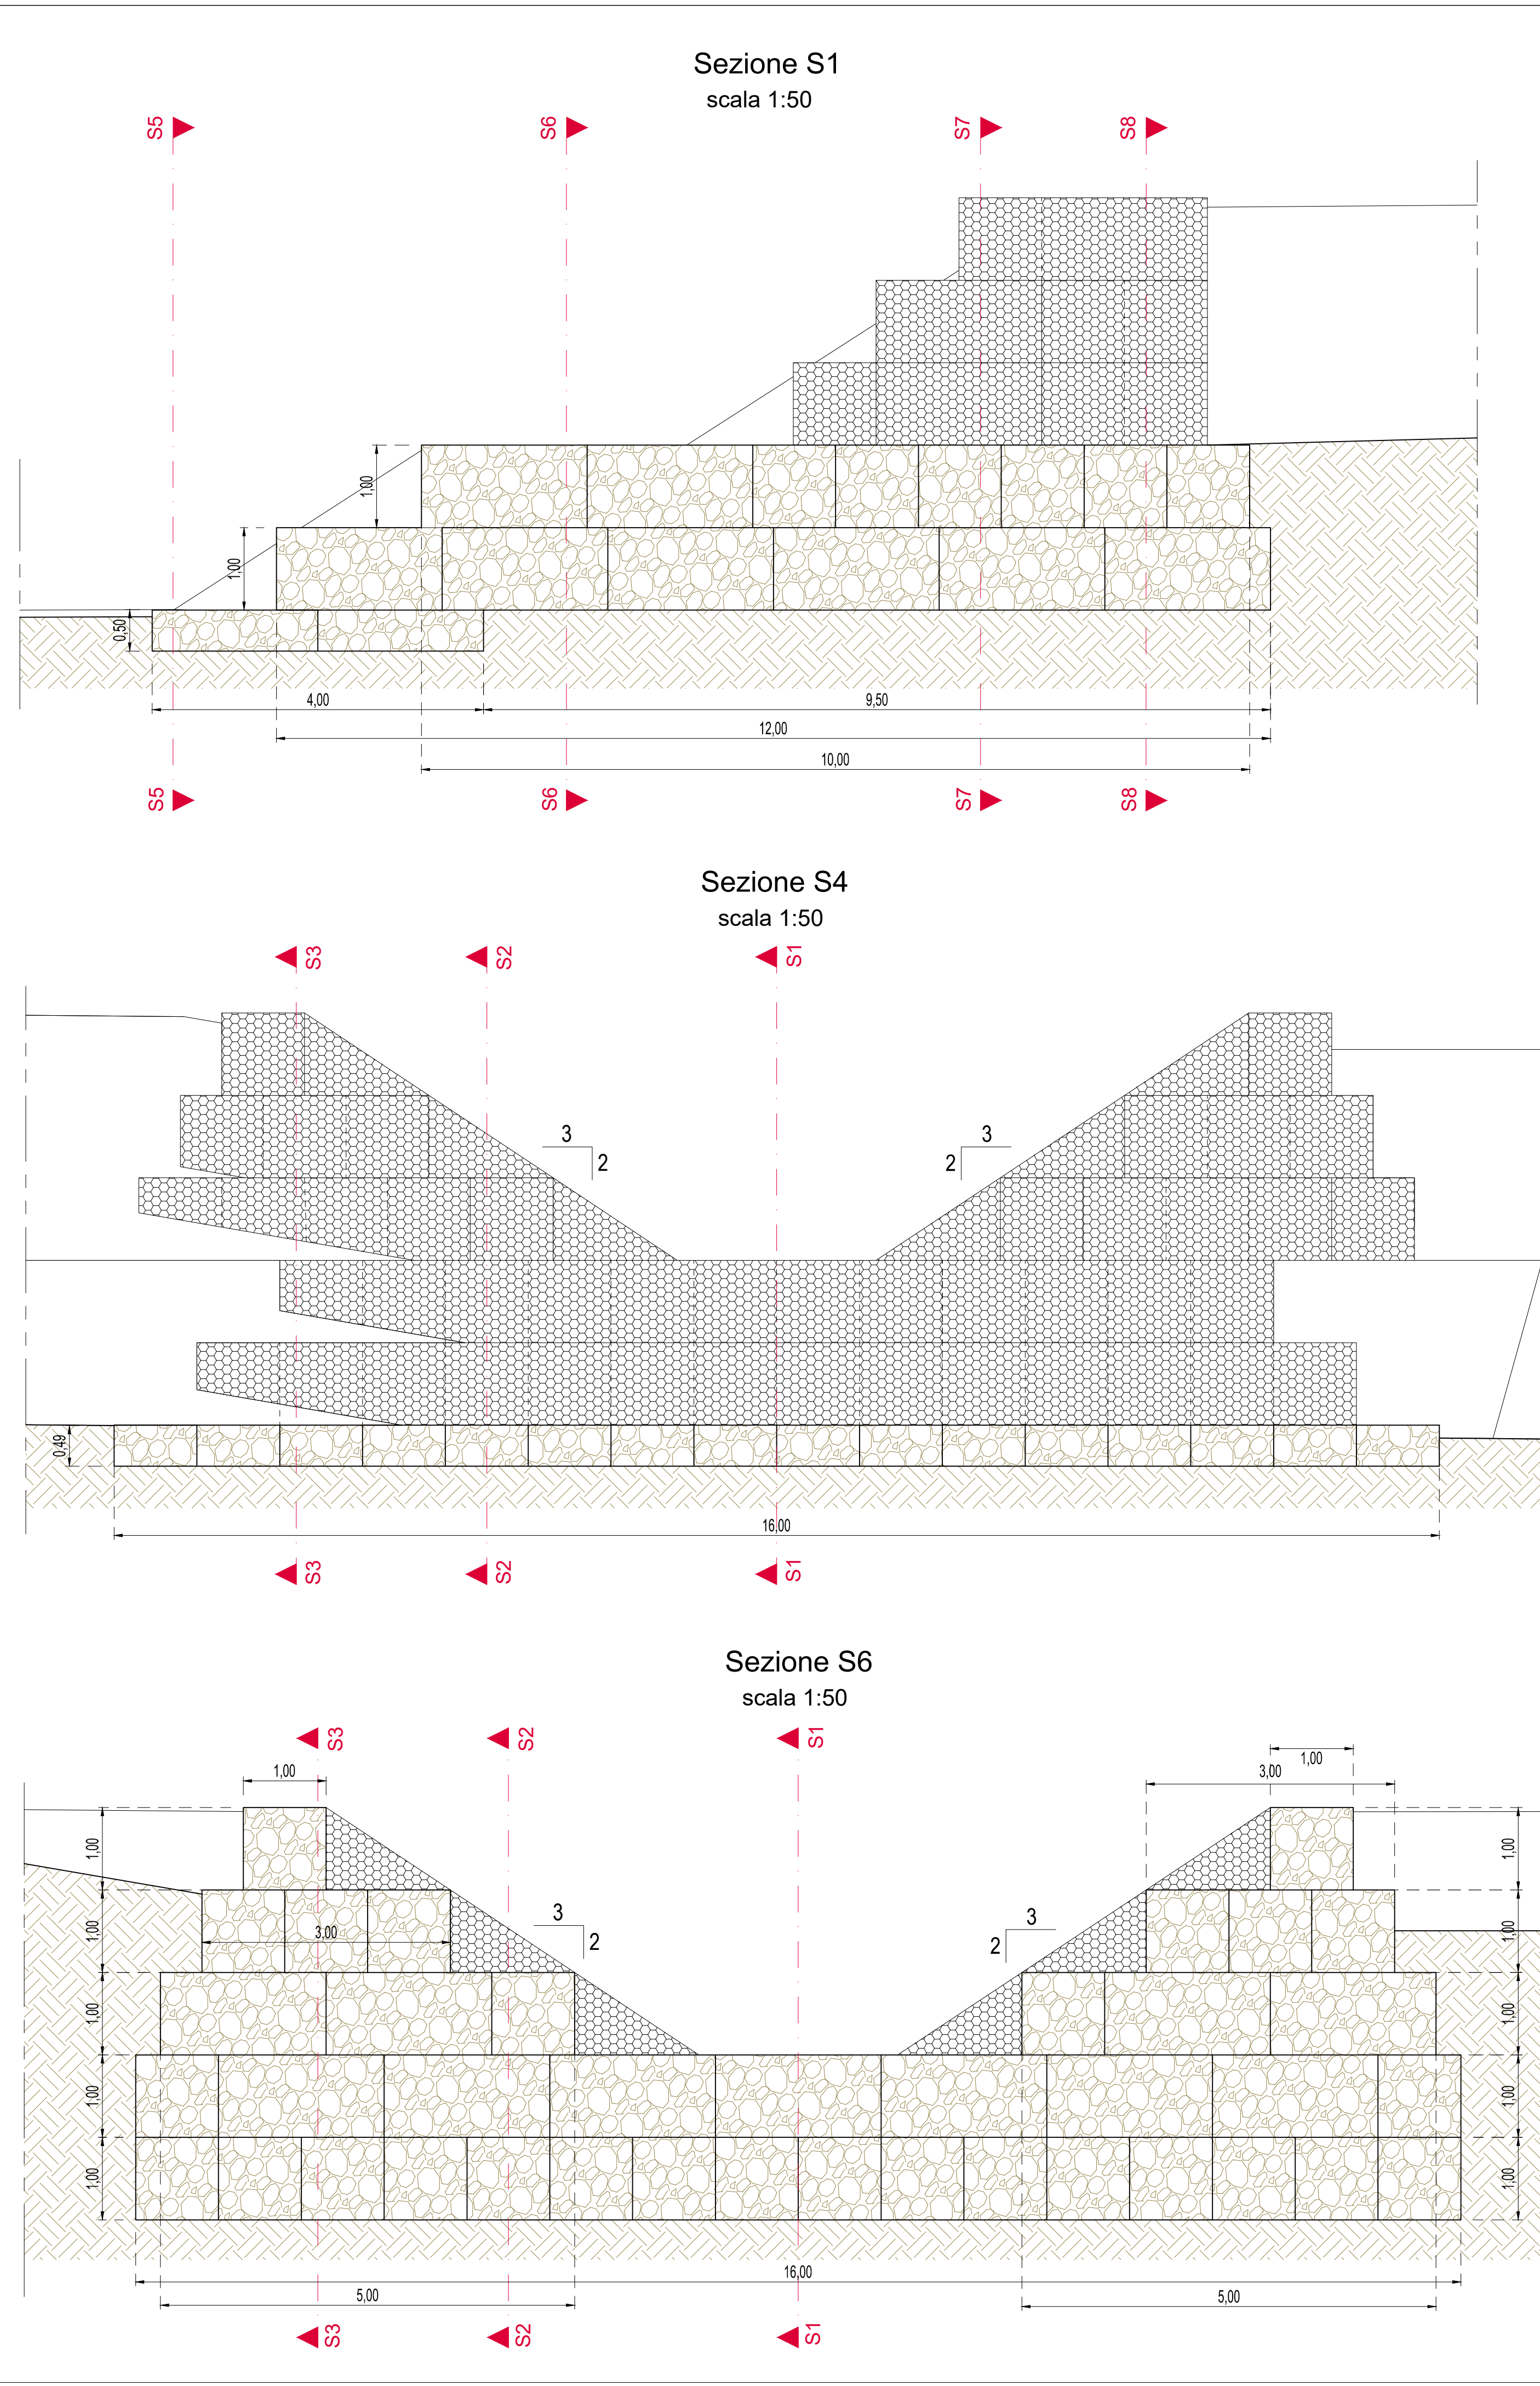 Sezione S1
scala 1:50
S5
S6
S7
S8
1,00
1,00
0,50
4,00
9,50
12,00
10,00
S5
S6
S7
S8
Sezione S4
scala 1:50
S3
S2
S1
3
2
3
2
0,49
16,00
S3
S2
S1
Sezione S6
scala 1:50
S3
S2
S1
1,00
1,00
3,00
1,00
1,00
1,00
3,00
1,00
3
2
3
2
1,00
1,00
1,00
1,00
1,00
1,00
16,00
5,00
5,00
S3
S2
S1